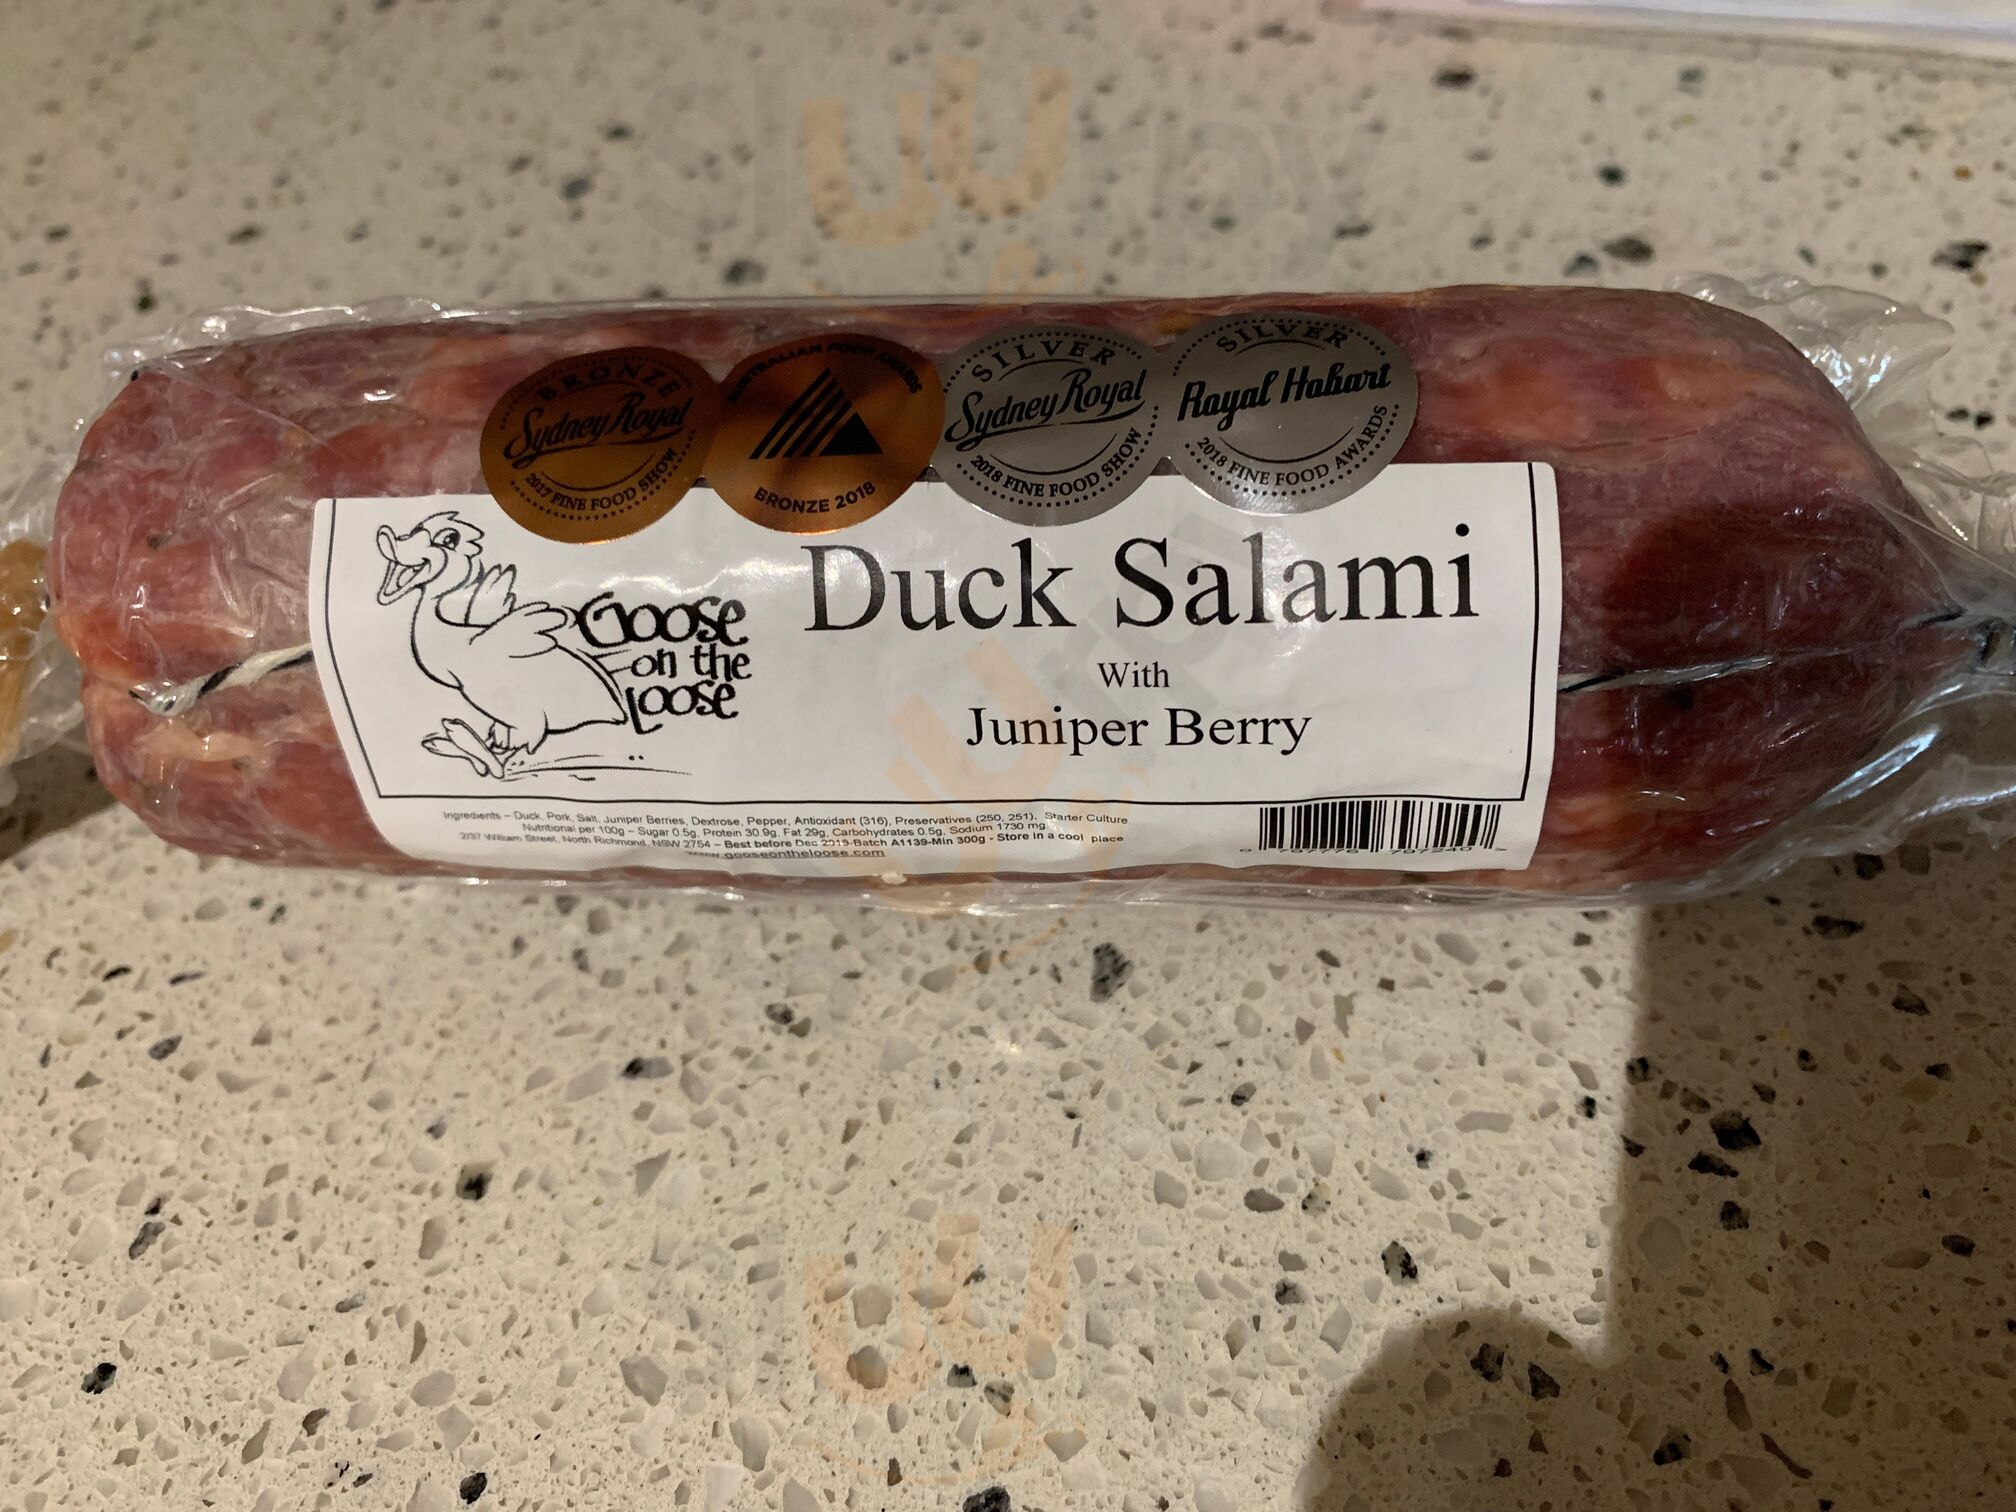 BRONZE
Sydney Royal
2017 FINE FOOD SHOW
AUSTRALIAN FOOD AWARDS
BRONZE 2018
SILVER
Sydney Royal
2018 FINE FOOD SHOW
SILVER
Royal Hobart
2018 FINE FOOD AWARDS
Goose
on the
Loose
Duck Salami
With
Juniper Berry
Ingredients – Duck, Pork, Salt, Juniper Berries, Dextrose, Pepper, Antioxidant (316), Preservatives (250, 251), Starter Culture.
Nutritional per 100g – Sugar 0.5g, Protein 30.9g, Fat 29g, Carbohydrates 0.5g, Sodium 1730 mg
2/37 William Street, North Richmond, NSW 2754 – Best before Dec 2019-Batch A1139-Min 300g - Store in a cool place
www.gooseontheloose.com
slurrpy